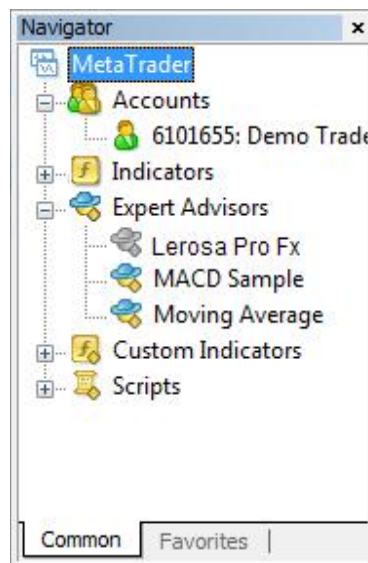 Navigator x
MetaTrader
Accounts
6101655: Demo Trade
Indicators
Expert Advisors
Lerosa Pro Fx
MACD Sample
Moving Average
Custom Indicators
Scripts
Common Favorites